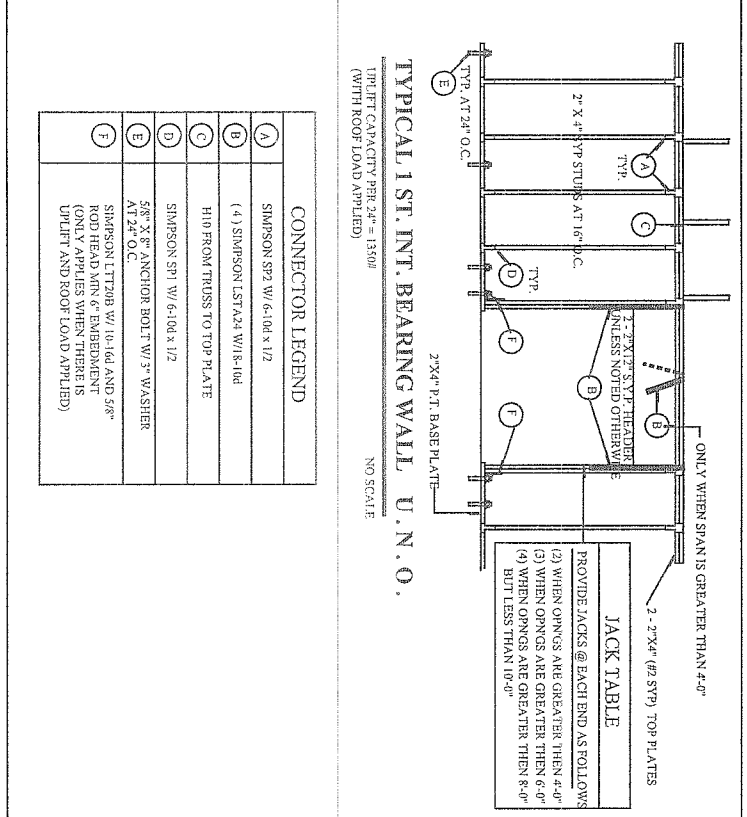 ONLY WHEN SPAN IS GREATER THAN 4'-0"
2 - 2"X4" (#2 SYP) TOP PLATES
A
TYP.
C
B
2" X 4" SYP STUDS AT 16" O.C.
2 - 2"X12" S.Y.P. HEADER
UNLESS NOTED OTHERWISE
B
D
TYP.
F
F
TYP. AT 24" O.C.
E
2"X4" P.T. BASE PLATE
JACK TABLE
PROVIDE JACKS @ EACH END AS FOLLOWS
(2) WHEN OPN'GS ARE GREATER THEN 4'-0"
(3) WHEN OPN'GS ARE GREATER THEN 6'-0"
(4) WHEN OPN'GS ARE GREATER THEN 8'-0"
BUT LESS THAN 10'-0"
TYPICAL 1 ST. INT. BEARING WALL U.N.O.
UPLIFT CAPACITY PER 24" = 1350#
(WITH ROOF LOAD APPLIED)
NO SCALE
CONNECTOR LEGEND
A SIMPSON SP2 W/ 6-10d x 1/2
B ( 4 ) SIMPSON LSTA24 W/18-10d
C H10 FROM TRUSS TO TOP PLATE
D SIMPSON SP1 W/ 6-10d x 1/2
E 5/8" X 8" ANCHOR BOLT W/ 3" WASHER
AT 24" O.C.
F SIMPSON LTT20B W/ 10-16d AND 5/8"
ROD HEAD MIN 6" EMBEDMENT
(ONLY APPLIES WHEN THERE IS
UPLIFT AND ROOF LOAD APPLIED)